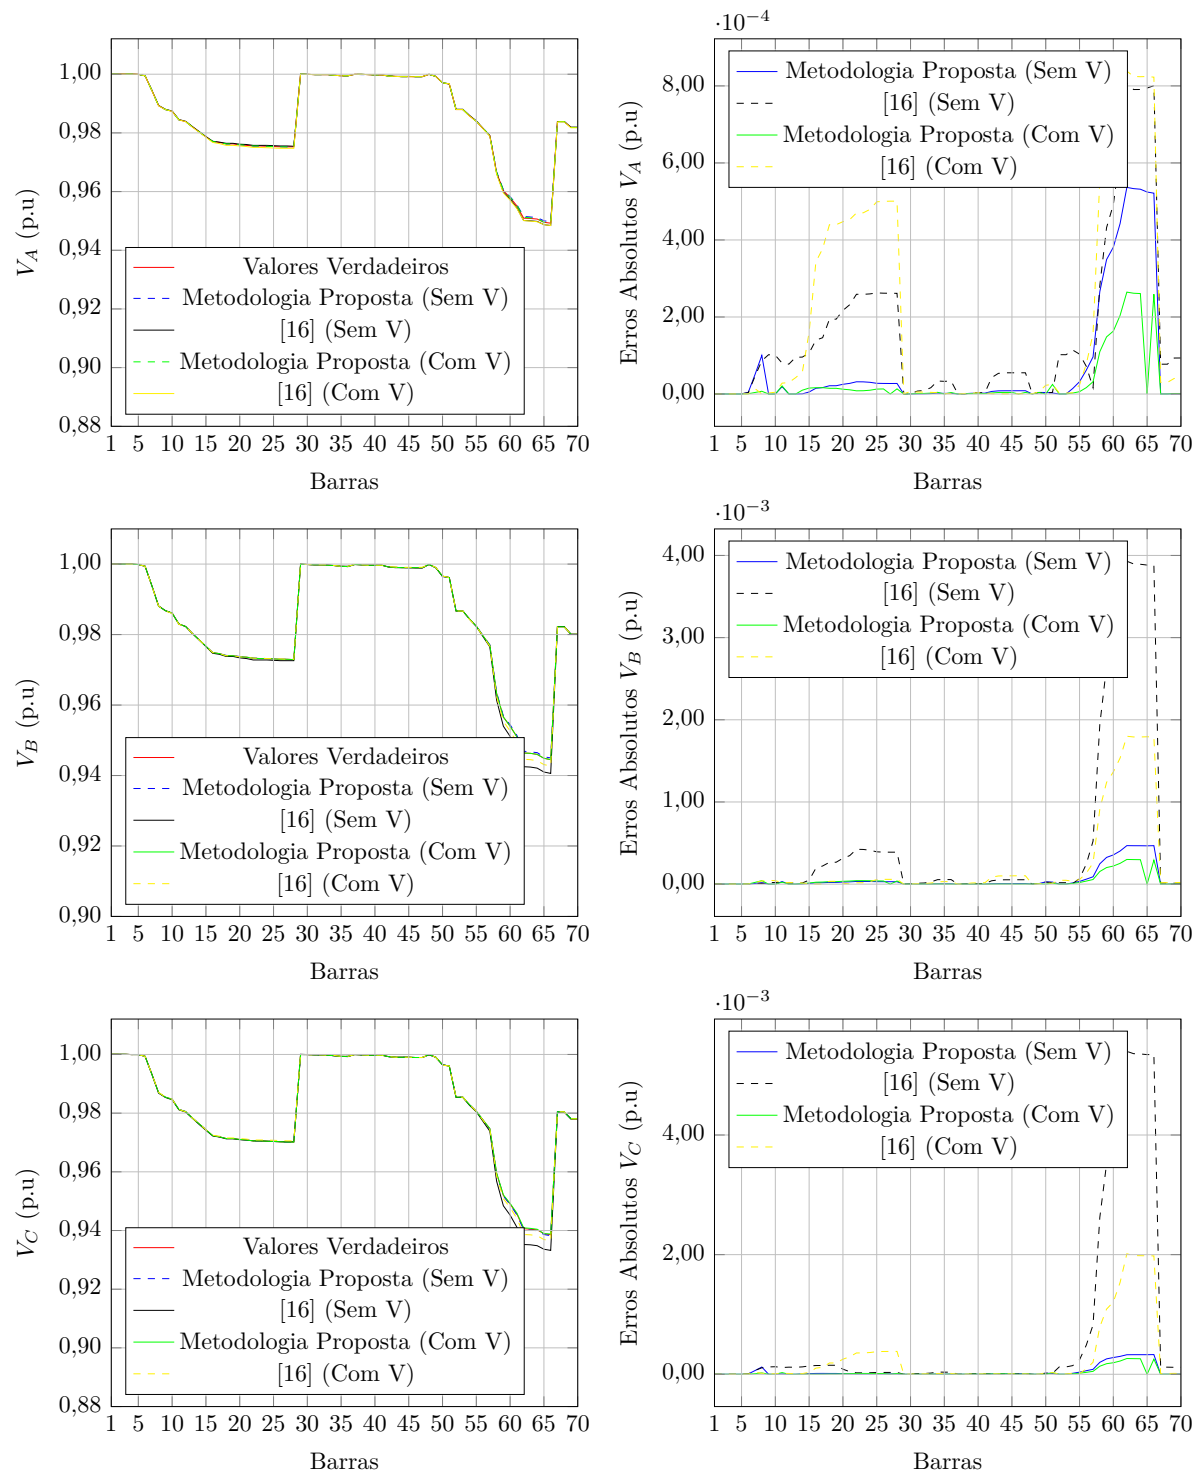 1,00
0,98
0,96
0,94
0,92
0,90
0,88
V_A (p.u)
Valores Verdadeiros
Metodologia Proposta (Sem V)
[16] (Sem V)
Metodologia Proposta (Com V)
[16] (Com V)
1 5 10 15 20 25 30 35 40 45 50 55 60 65 70
Barras
·10⁻⁴
8,00
6,00
4,00
2,00
0,00
Erros Absolutos V_A (p.u)
Metodologia Proposta (Sem V)
[16] (Sem V)
Metodologia Proposta (Com V)
[16] (Com V)
1 5 10 15 20 25 30 35 40 45 50 55 60 65 70
Barras
1,00
0,98
0,96
0,94
0,92
0,90
V_B (p.u)
Valores Verdadeiros
Metodologia Proposta (Sem V)
[16] (Sem V)
Metodologia Proposta (Com V)
[16] (Com V)
1 5 10 15 20 25 30 35 40 45 50 55 60 65 70
Barras
·10⁻³
4,00
3,00
2,00
1,00
0,00
Erros Absolutos V_B (p.u)
Metodologia Proposta (Sem V)
[16] (Sem V)
Metodologia Proposta (Com V)
[16] (Com V)
1 5 10 15 20 25 30 35 40 45 50 55 60 65 70
Barras
1,00
0,98
0,96
0,94
0,92
0,90
0,88
V_C (p.u)
Valores Verdadeiros
Metodologia Proposta (Sem V)
[16] (Sem V)
Metodologia Proposta (Com V)
[16] (Com V)
1 5 10 15 20 25 30 35 40 45 50 55 60 65 70
Barras
·10⁻³
4,00
2,00
0,00
Erros Absolutos V_C (p.u)
Metodologia Proposta (Sem V)
[16] (Sem V)
Metodologia Proposta (Com V)
[16] (Com V)
1 5 10 15 20 25 30 35 40 45 50 55 60 65 70
Barras